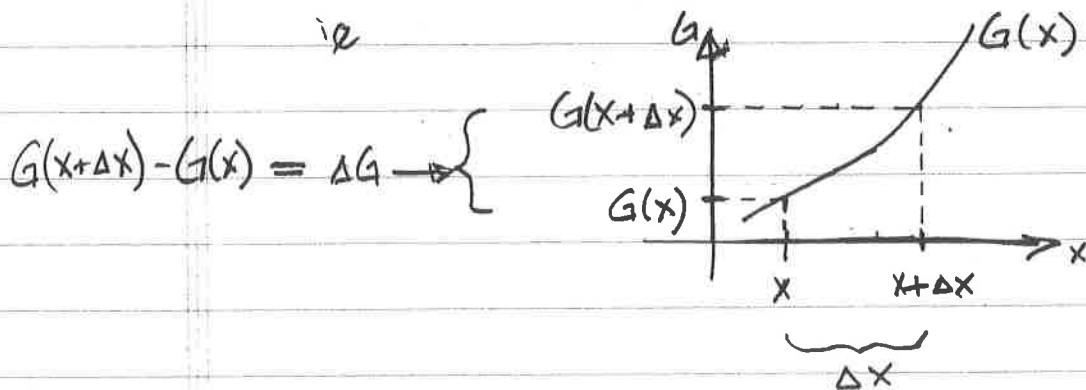 ie
G
G(x)
G(x+Δx)
G(x+Δx)-G(x) = ΔG
G(x)
x
x
x+Δx
Δx